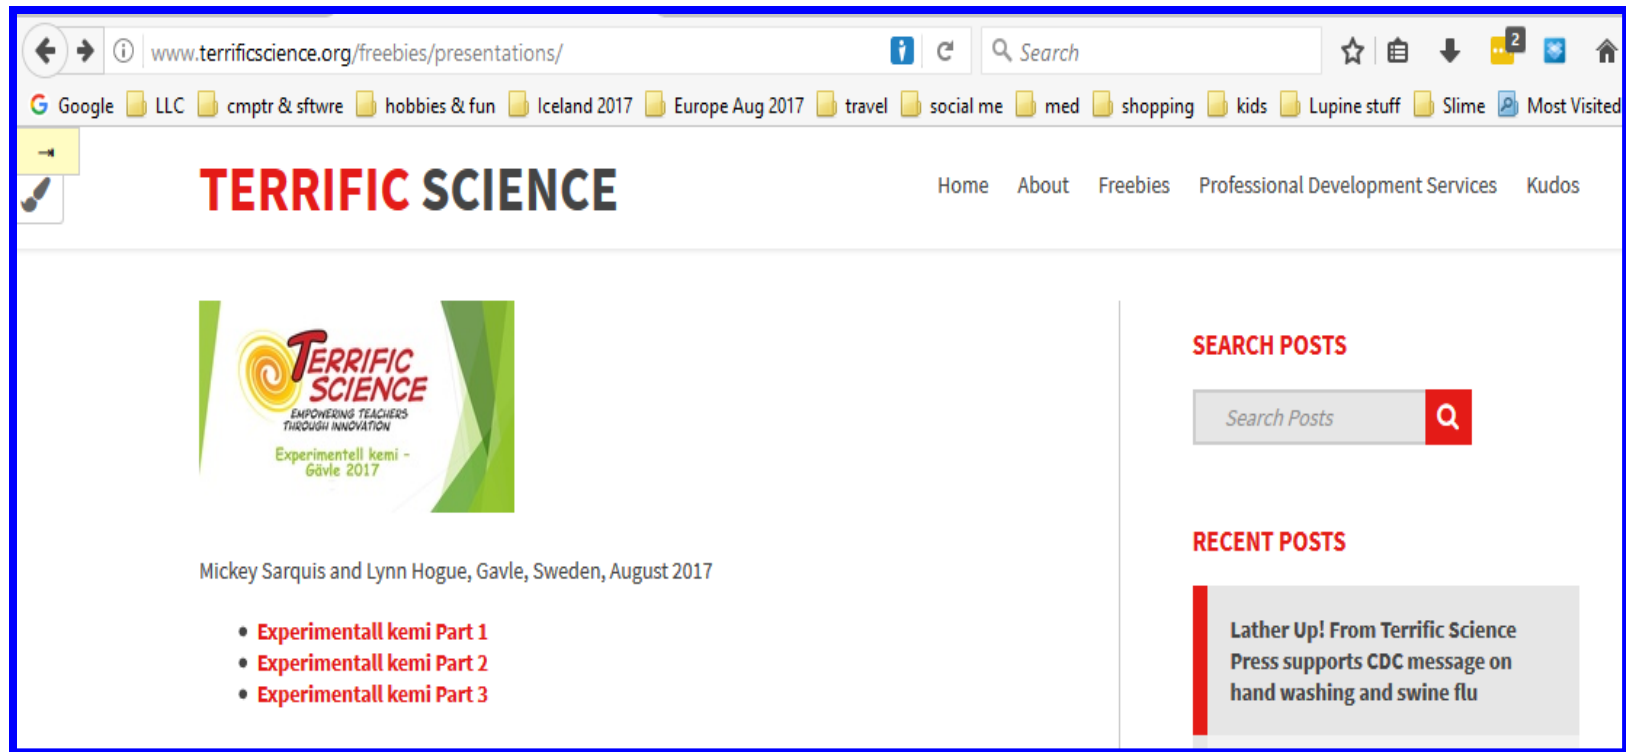 www.terrificscience.org/freebies/presentations/
Search
2
Google LLC cmptr & sftwre hobbies & fun Iceland 2017 Europe Aug 2017 travel social me med shopping kids Lupine stuff Slime Most Visited
TERRIFIC SCIENCE
Home About Freebies Professional Development Services Kudos
TERRIFIC
SCIENCE
EMPOWERING TEACHERS
THROUGH INNOVATION
Experimentell kemi -
Gävle 2017
Mickey Sarquis and Lynn Hogue, Gavle, Sweden, August 2017
• Experimentall kemi Part 1
• Experimentall kemi Part 2
• Experimentall kemi Part 3
SEARCH POSTS
Search Posts
RECENT POSTS
Lather Up! From Terrific Science
Press supports CDC message on
hand washing and swine flu